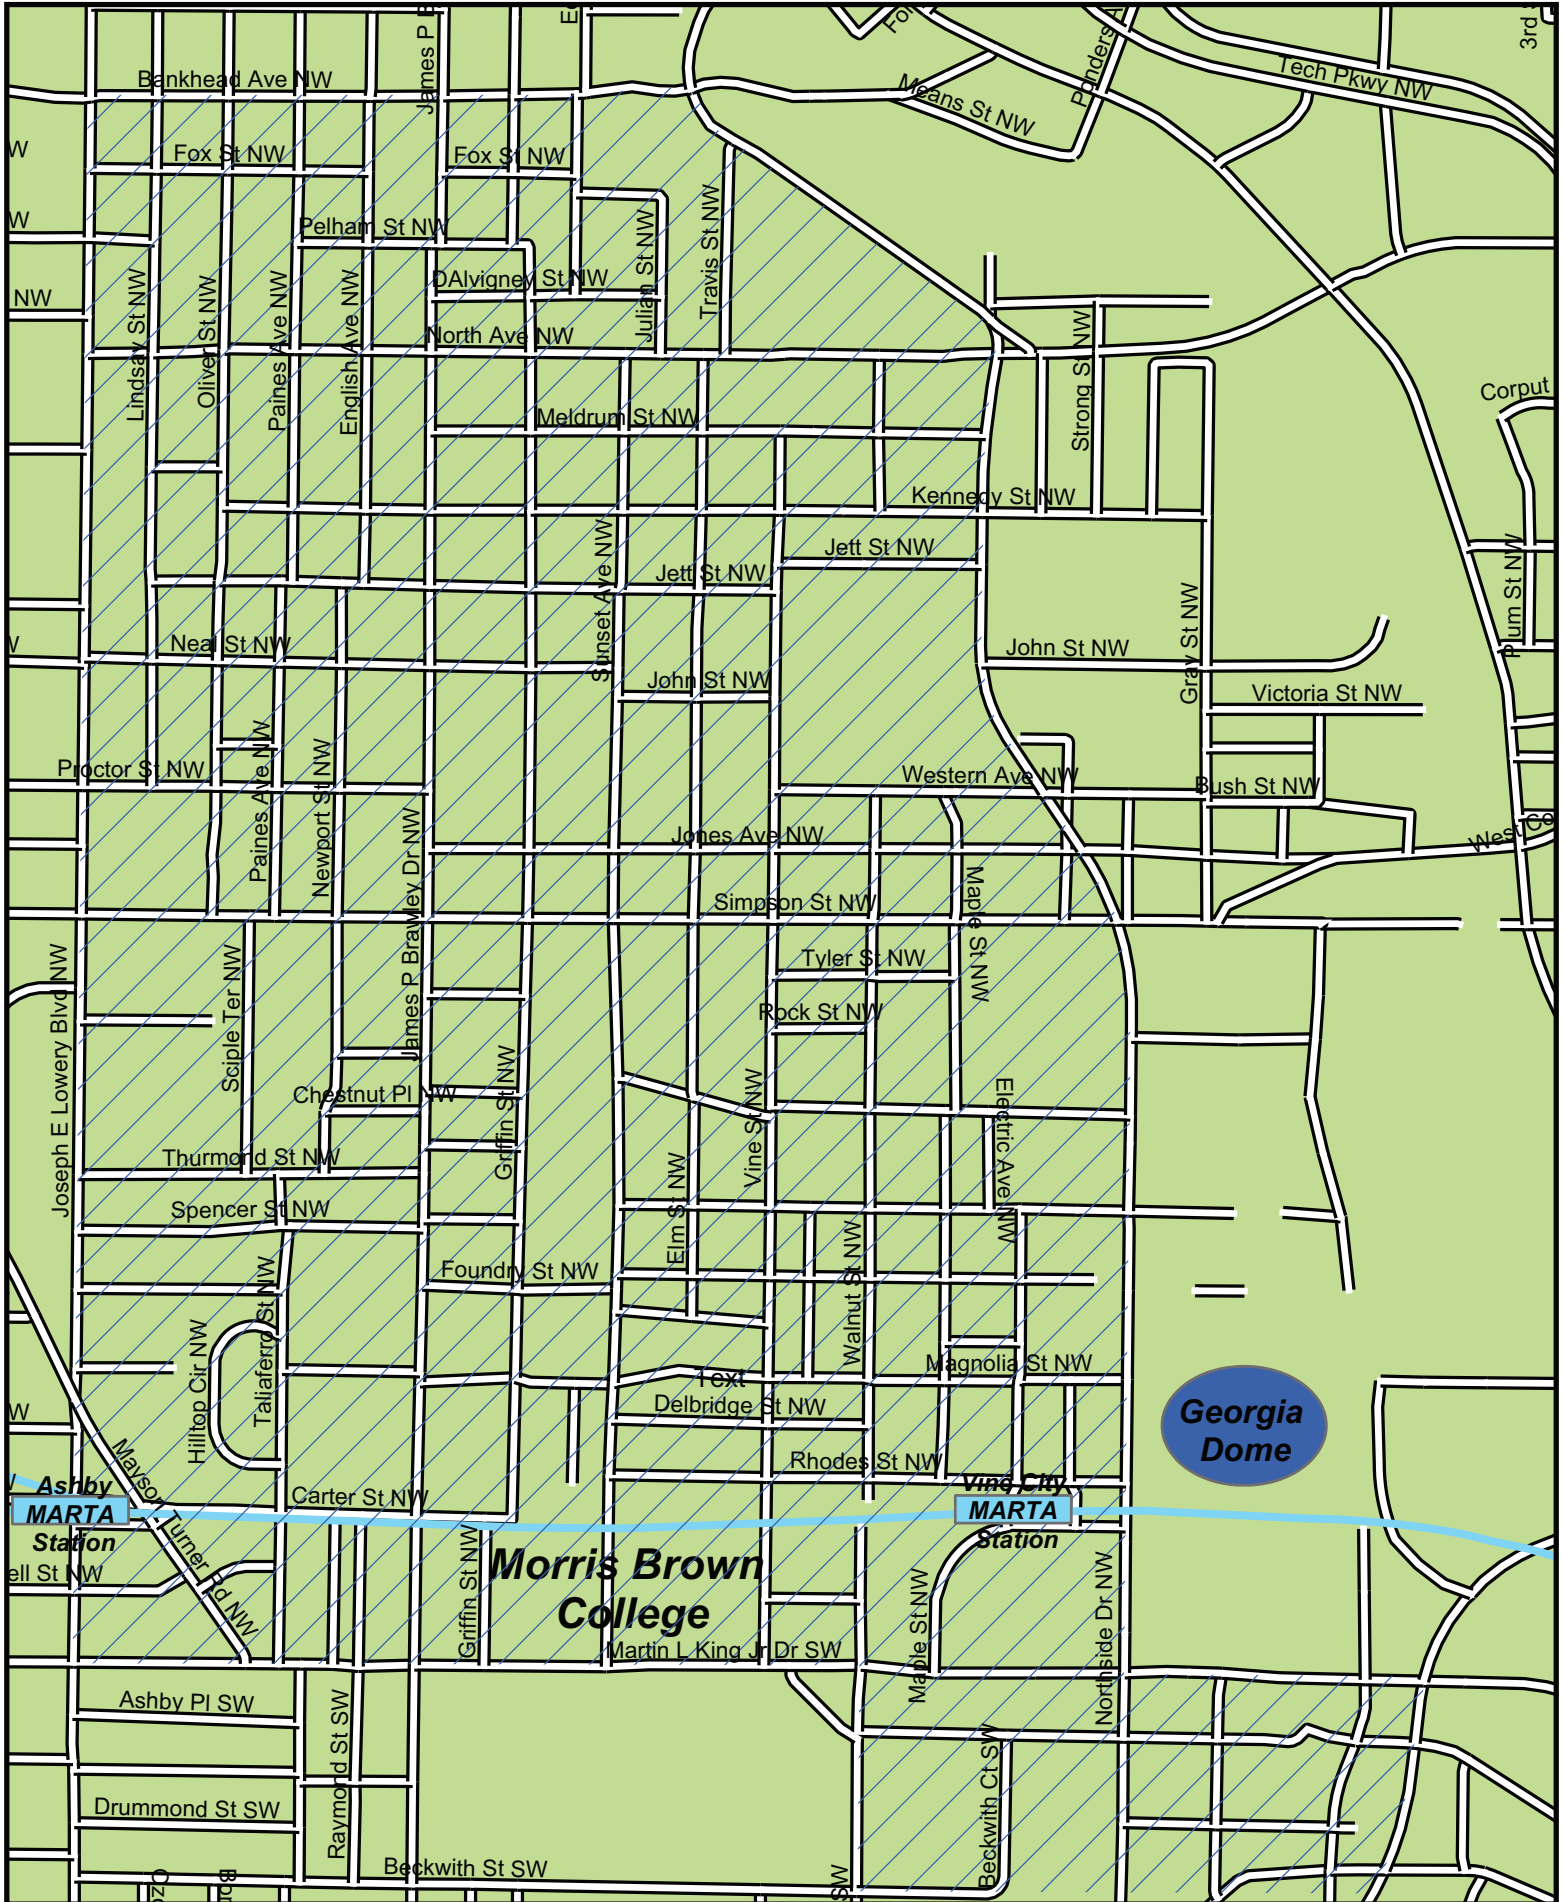 3rd
Bankhead Ave NW
James P B
Ponders A
Tech Pkwy NW
Means St NW
W
Fox St NW
Fox St NW
W
Pelham St NW
Julian St NW
Travis St NW
DAlvigney St NW
NW
Lindsay St NW
Oliver St NW
Paines Ave NW
English Ave NW
North Ave NW
Strong St NW
Corput
Meldrum St NW
Kennedy St NW
Jett St NW
Jett St NW
Sunset Ave NW
Plum St NW
Gray St NW
Neal St NW
John St NW
John St NW
Victoria St NW
Proctor St NW
Paines Ave NW
Newport St NW
Western Ave NW
Bush St NW
Jones Ave NW
West Co
James P Brawley Dr NW
Simpson St NW
Maple St NW
Tyler St NW
Rock St NW
Joseph E Lowery Blvd NW
Sciple Ter NW
Chestnut Pl NW
Griffin St NW
Vine St NW
Electric Ave NW
Thurmond St NW
Elm St NW
Spencer St NW
Walnut St NW
Foundry St NW
Hilltop Cir NW
Taliaferro St NW
Magnolia St NW
Text
Delbridge St NW
W
Georgia
Dome
Mayson Turner Rd NW
Rhodes St NW
Ashby
MARTA
Station
Carter St NW
Vine City
MARTA
Station
ell St NW
Griffin St NW
Morris Brown
College
Maple St NW
Northside Dr NW
Martin L King Jr Dr SW
Ashby Pl SW
Raymond St SW
Beckwith Ct SW
Drummond St SW
Beckwith St SW
SW